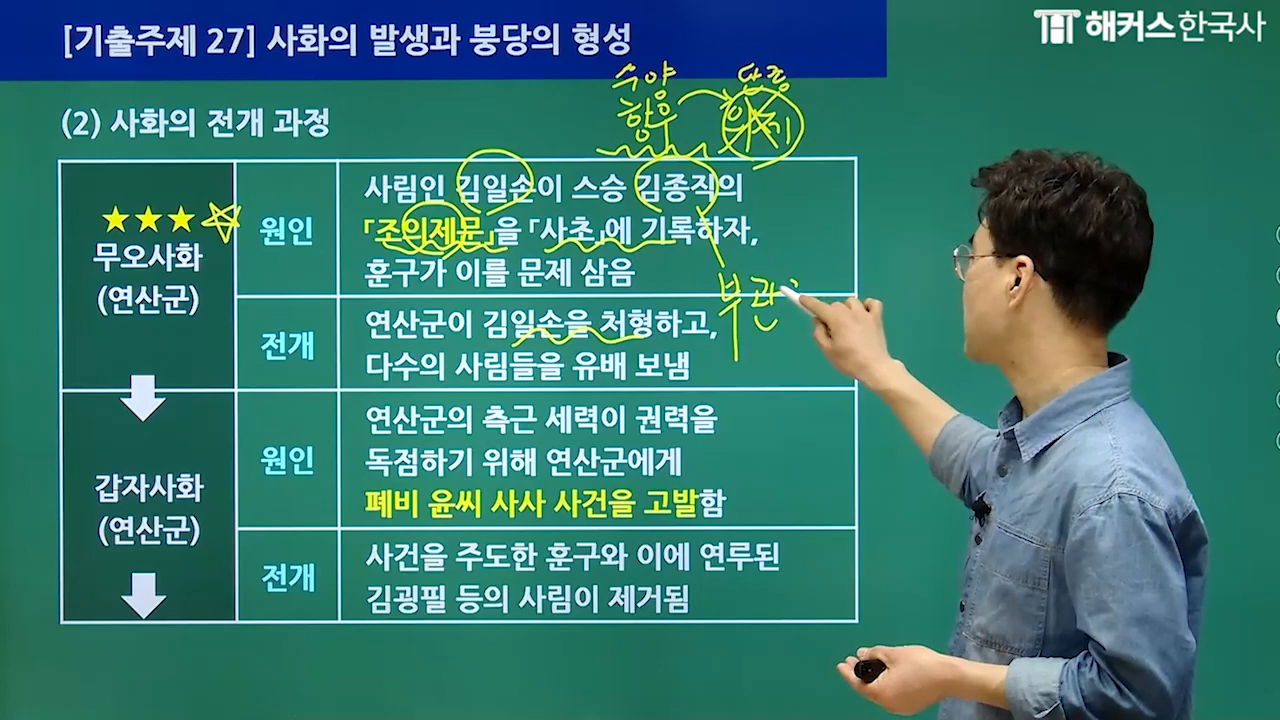 [기출주제 27] 사화의 발생과 붕당의 형성
해커스한국사
(2) 사화의 전개 과정
수양
항우
단종
의제
무오사화
(연산군)
원인
사림인 김일손이 스승 김종직의
「조의제문」을 「사초」에 기록하자,
훈구가 이를 문제 삼음
부관
전개
연산군이 김일손을 처형하고,
다수의 사림들을 유배 보냄
갑자사화
(연산군)
원인
연산군의 측근 세력이 권력을
독점하기 위해 연산군에게
폐비 윤씨 사사 사건을 고발함
전개
사건을 주도한 훈구와 이에 연루된
김굉필 등의 사림이 제거됨